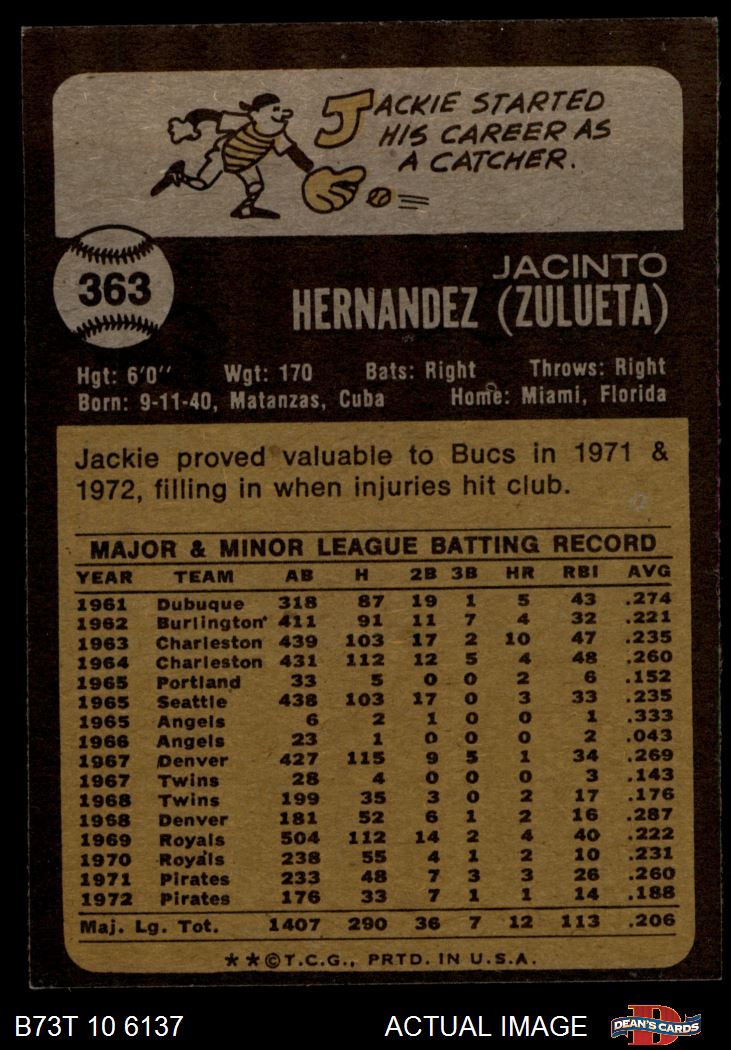 JACKIE STARTED
HIS CAREER AS
A CATCHER.
363
JACINTO
HERNANDEZ (ZULUETA)
Hgt: 6'0'' Wgt: 170 Bats: Right Throws: Right
Born: 9-11-40, Matanzas, Cuba Home: Miami, Florida
Jackie proved valuable to Bucs in 1971 &
1972, filling in when injuries hit club.
MAJOR & MINOR LEAGUE BATTING RECORD
YEAR TEAM AB H 2B 3B HR RBI AVG
1961 Dubuque 318 87 19 1 5 43 .274
1962 Burlington 411 91 11 7 4 32 .221
1963 Charleston 439 103 17 2 10 47 .235
1964 Charleston 431 112 12 5 4 48 .260
1965 Portland 33 5 0 0 2 6 .152
1965 Seattle 438 103 17 0 3 33 .235
1965 Angels 6 2 1 0 0 1 .333
1966 Angels 23 1 0 0 0 2 .043
1967 Denver 427 115 9 5 1 34 .269
1967 Twins 28 4 0 0 0 3 .143
1968 Twins 199 35 3 0 2 17 .176
1968 Denver 181 52 6 1 2 16 .287
1969 Royals 504 112 14 2 4 40 .222
1970 Royals 238 55 4 1 2 10 .231
1971 Pirates 233 48 7 3 3 26 .260
1972 Pirates 176 33 7 1 1 14 .188
Maj. Lg. Tot. 1407 290 36 7 12 113 .206
**©T.C.G., PRTD. IN U.S.A.
B73T 10 6137 ACTUAL IMAGE D DEAN'S CARDS